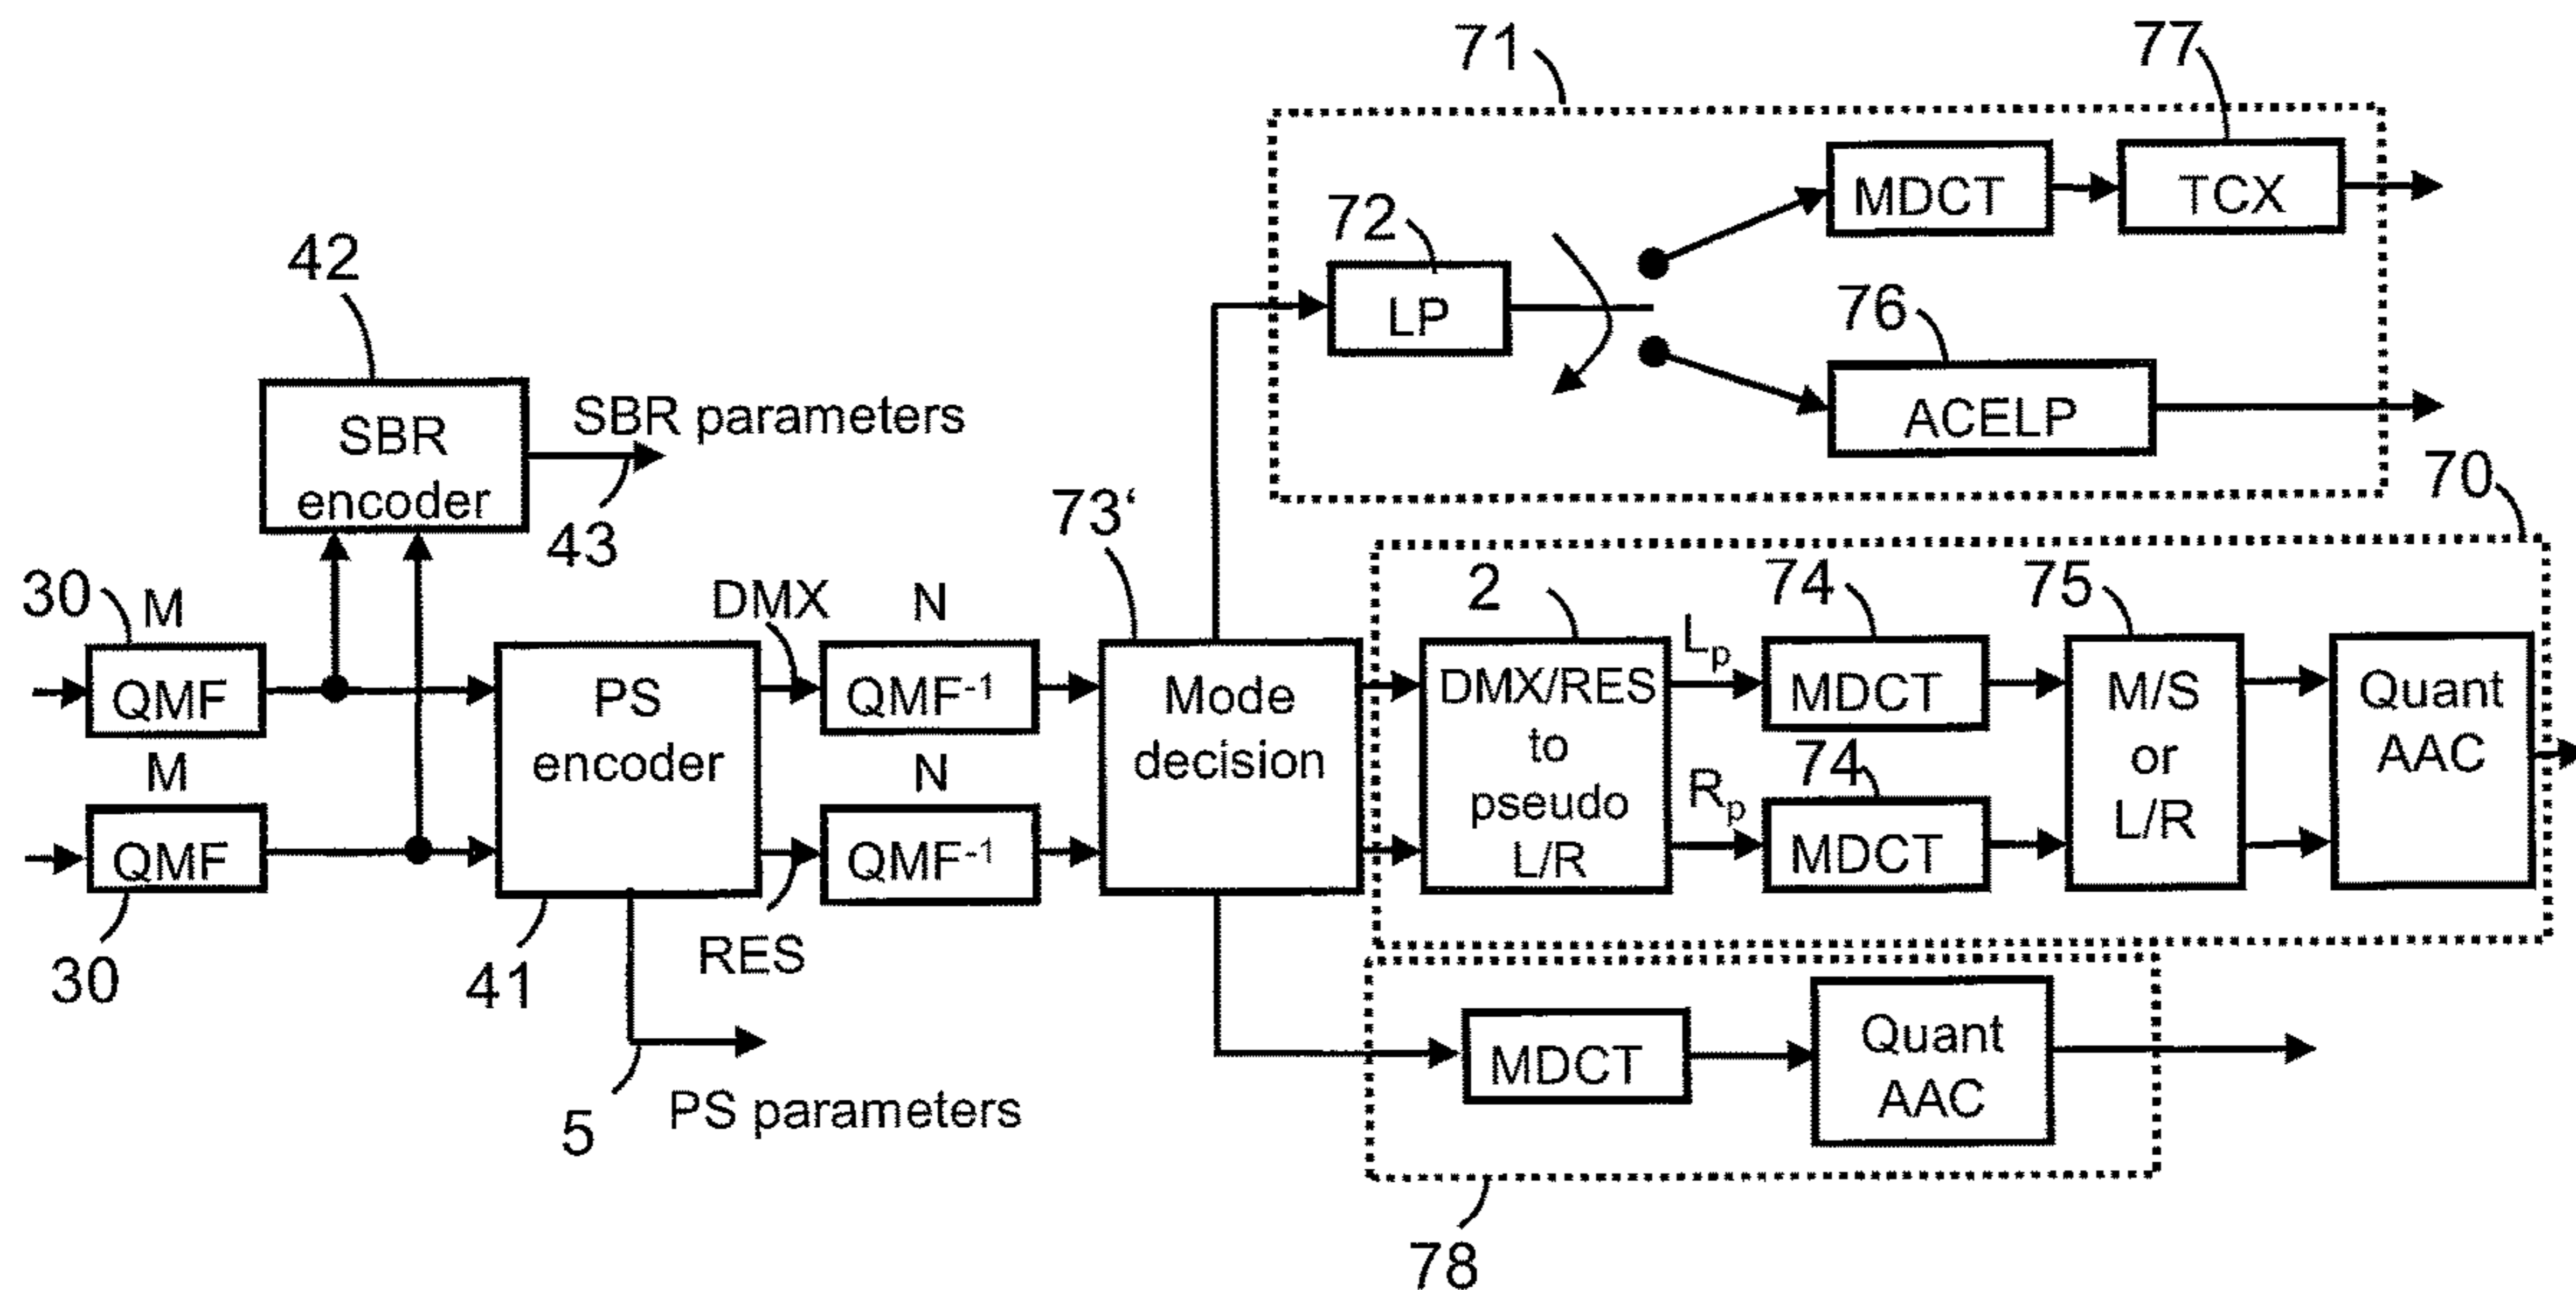 71
77
MDCT
TCX
72
LP
76
ACELP
42
SBR
encoder
SBR parameters
43
70
73‘
30
M
QMF
M
QMF
30
PS
encoder
41
DMX
RES
N
QMF-1
N
QMF-1
5
PS parameters
Mode
decision
2
DMX/RES
to
pseudo
L/R
Lp
Rp
74
MDCT
74
MDCT
75
M/S
or
L/R
Quant
AAC
MDCT
Quant
AAC
78